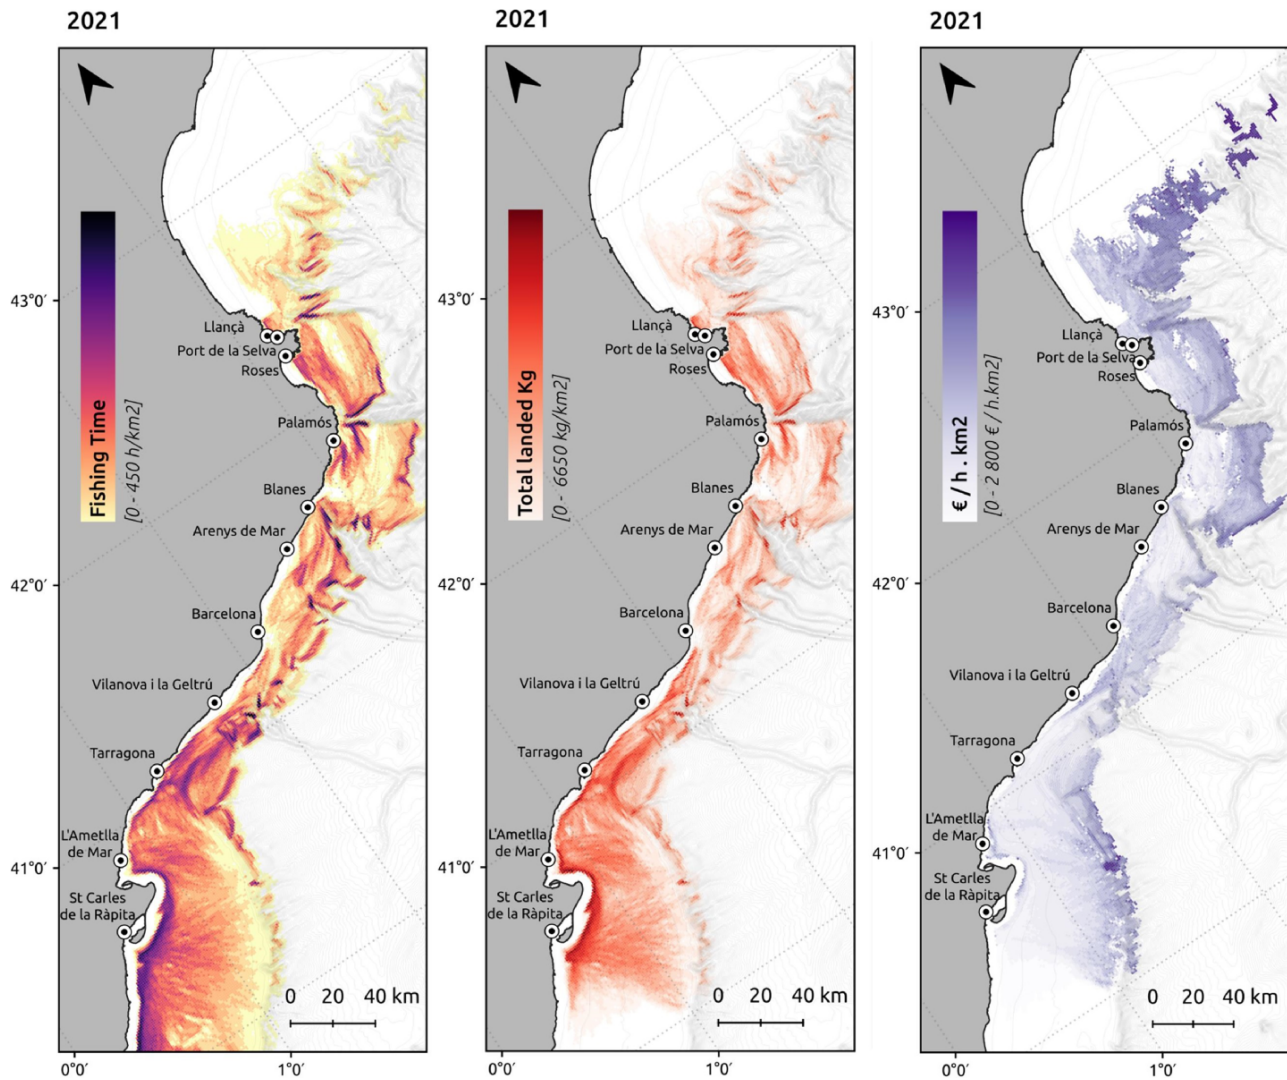 2021
43°0′
42°0′
41°0′
0°0′
1°0′
Fishing Time
[0 - 450 h/km2]
Llançà
Port de la Selva
Roses
Palamós
Blanes
Arenys de Mar
Barcelona
Vilanova i la Geltrú
Tarragona
L'Ametlla
de Mar
St Carles
de la Ràpita
0 20 40 km
2021
43°0′
42°0′
41°0′
0°0′
1°0′
Total landed Kg
[0 - 6650 kg/km2]
Llançà
Port de la Selva
Roses
Palamós
Blanes
Arenys de Mar
Barcelona
Vilanova i la Geltrú
Tarragona
L'Ametlla
de Mar
St Carles
de la Ràpita
0 20 40 km
2021
43°0′
42°0′
41°0′
0°0′
1°0′
€ / h . km2
[0 - 2 800 € / h.km2]
Llançà
Port de la Selva
Roses
Palamós
Blanes
Arenys de Mar
Barcelona
Vilanova i la Geltrú
Tarragona
L'Ametlla
de Mar
St Carles
de la Ràpita
0 20 40 km